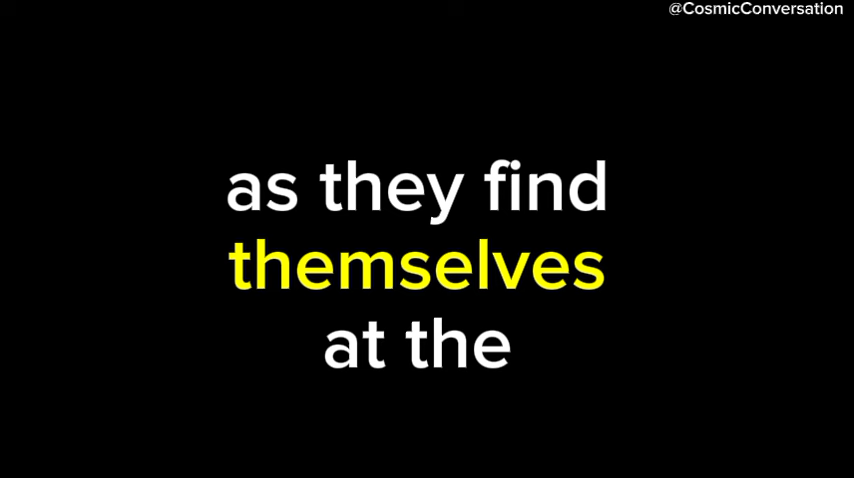 @CosmicConversation
as they find
themselves
at the